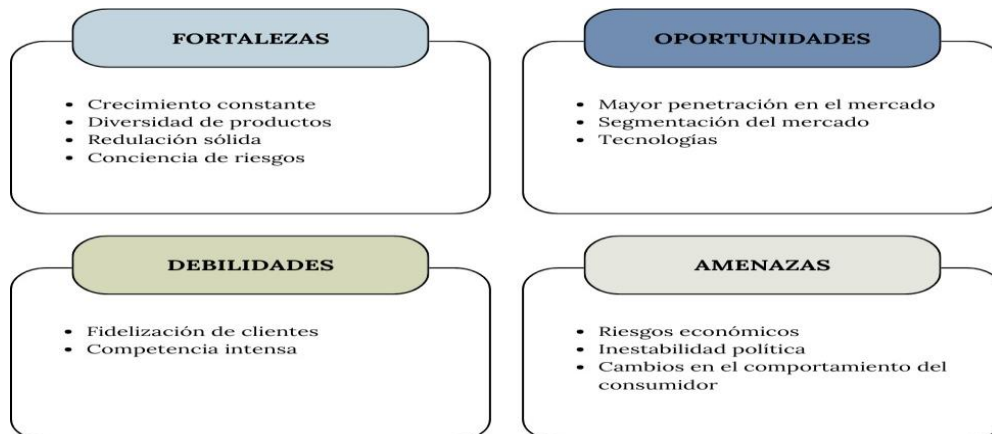 FORTALEZAS
• Crecimiento constante
• Diversidad de productos
• Redulación sólida
• Conciencia de riesgos
OPORTUNIDADES
• Mayor penetración en el mercado
• Segmentación del mercado
• Tecnologías
DEBILIDADES
• Fidelización de clientes
• Competencia intensa
AMENAZAS
• Riesgos económicos
• Inestabilidad política
• Cambios en el comportamiento del
consumidor